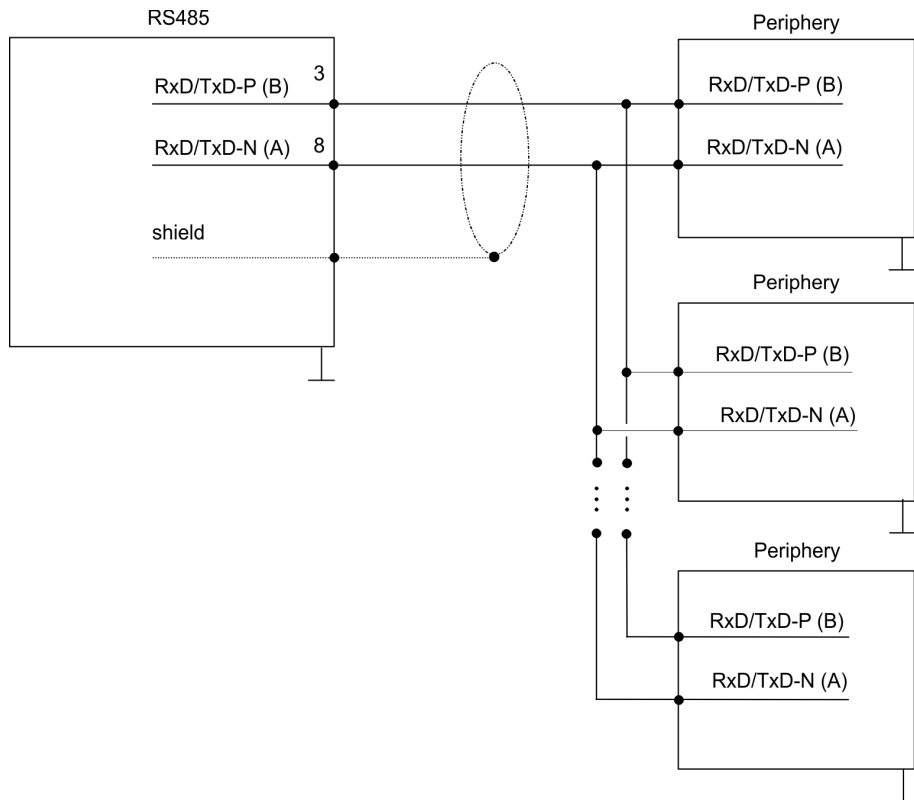 RS485
RxD/TxD-P (B) 3
RxD/TxD-N (A) 8
shield
Periphery
RxD/TxD-P (B)
RxD/TxD-N (A)
Periphery
RxD/TxD-P (B)
RxD/TxD-N (A)
Periphery
RxD/TxD-P (B)
RxD/TxD-N (A)